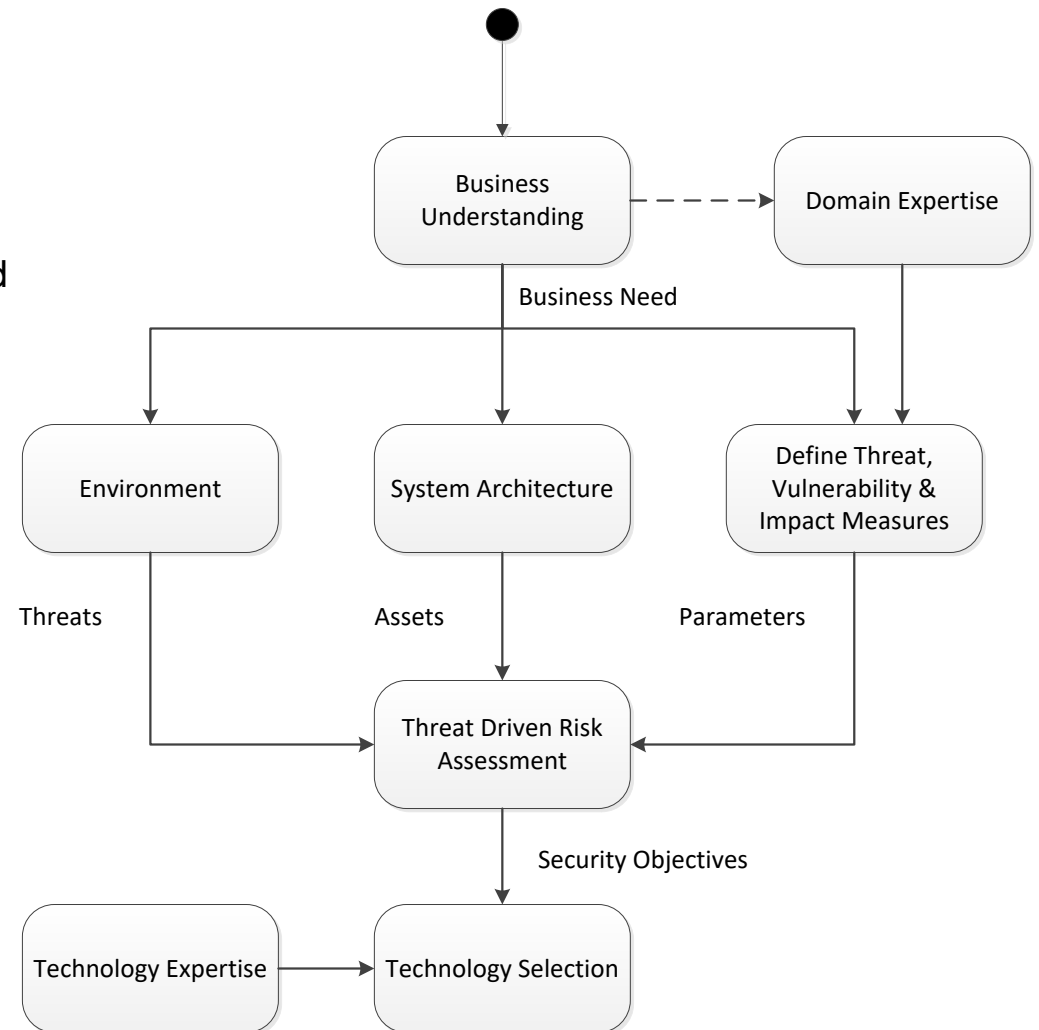 Business
Understanding
Domain Expertise
d
Business Need
Environment
System Architecture
Define Threat,
Vulnerability &
Impact Measures
Threats
Assets
Parameters
Threat Driven Risk
Assessment
Security Objectives
Technology Expertise
Technology Selection